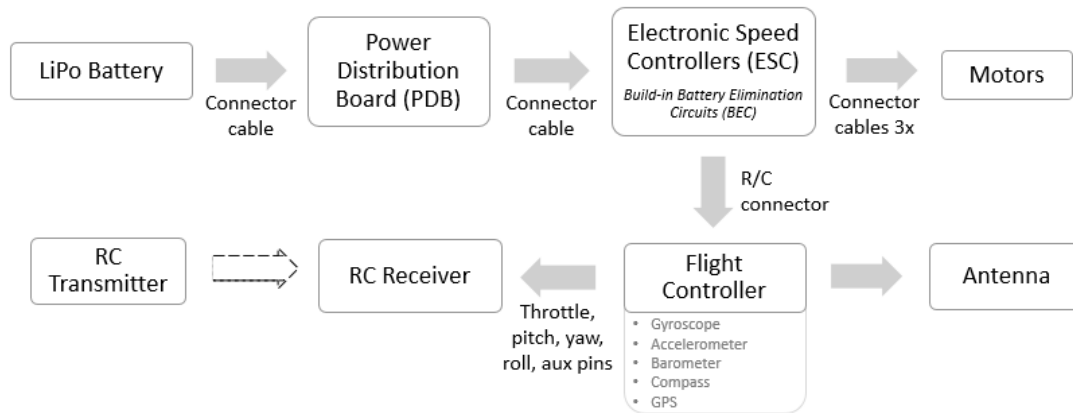 LiPo Battery
Connector
cable
Power
Distribution
Board (PDB)
Connector
cable
Electronic Speed
Controllers (ESC)
Build-in Battery Elimination
Circuits (BEC)
Connector
cables 3x
Motors
R/C
connector
RC
Transmitter
RC Receiver
Throttle,
pitch, yaw,
roll, aux pins
Flight
Controller
• Gyroscope
• Accelerometer
• Barometer
• Compass
• GPS
Antenna